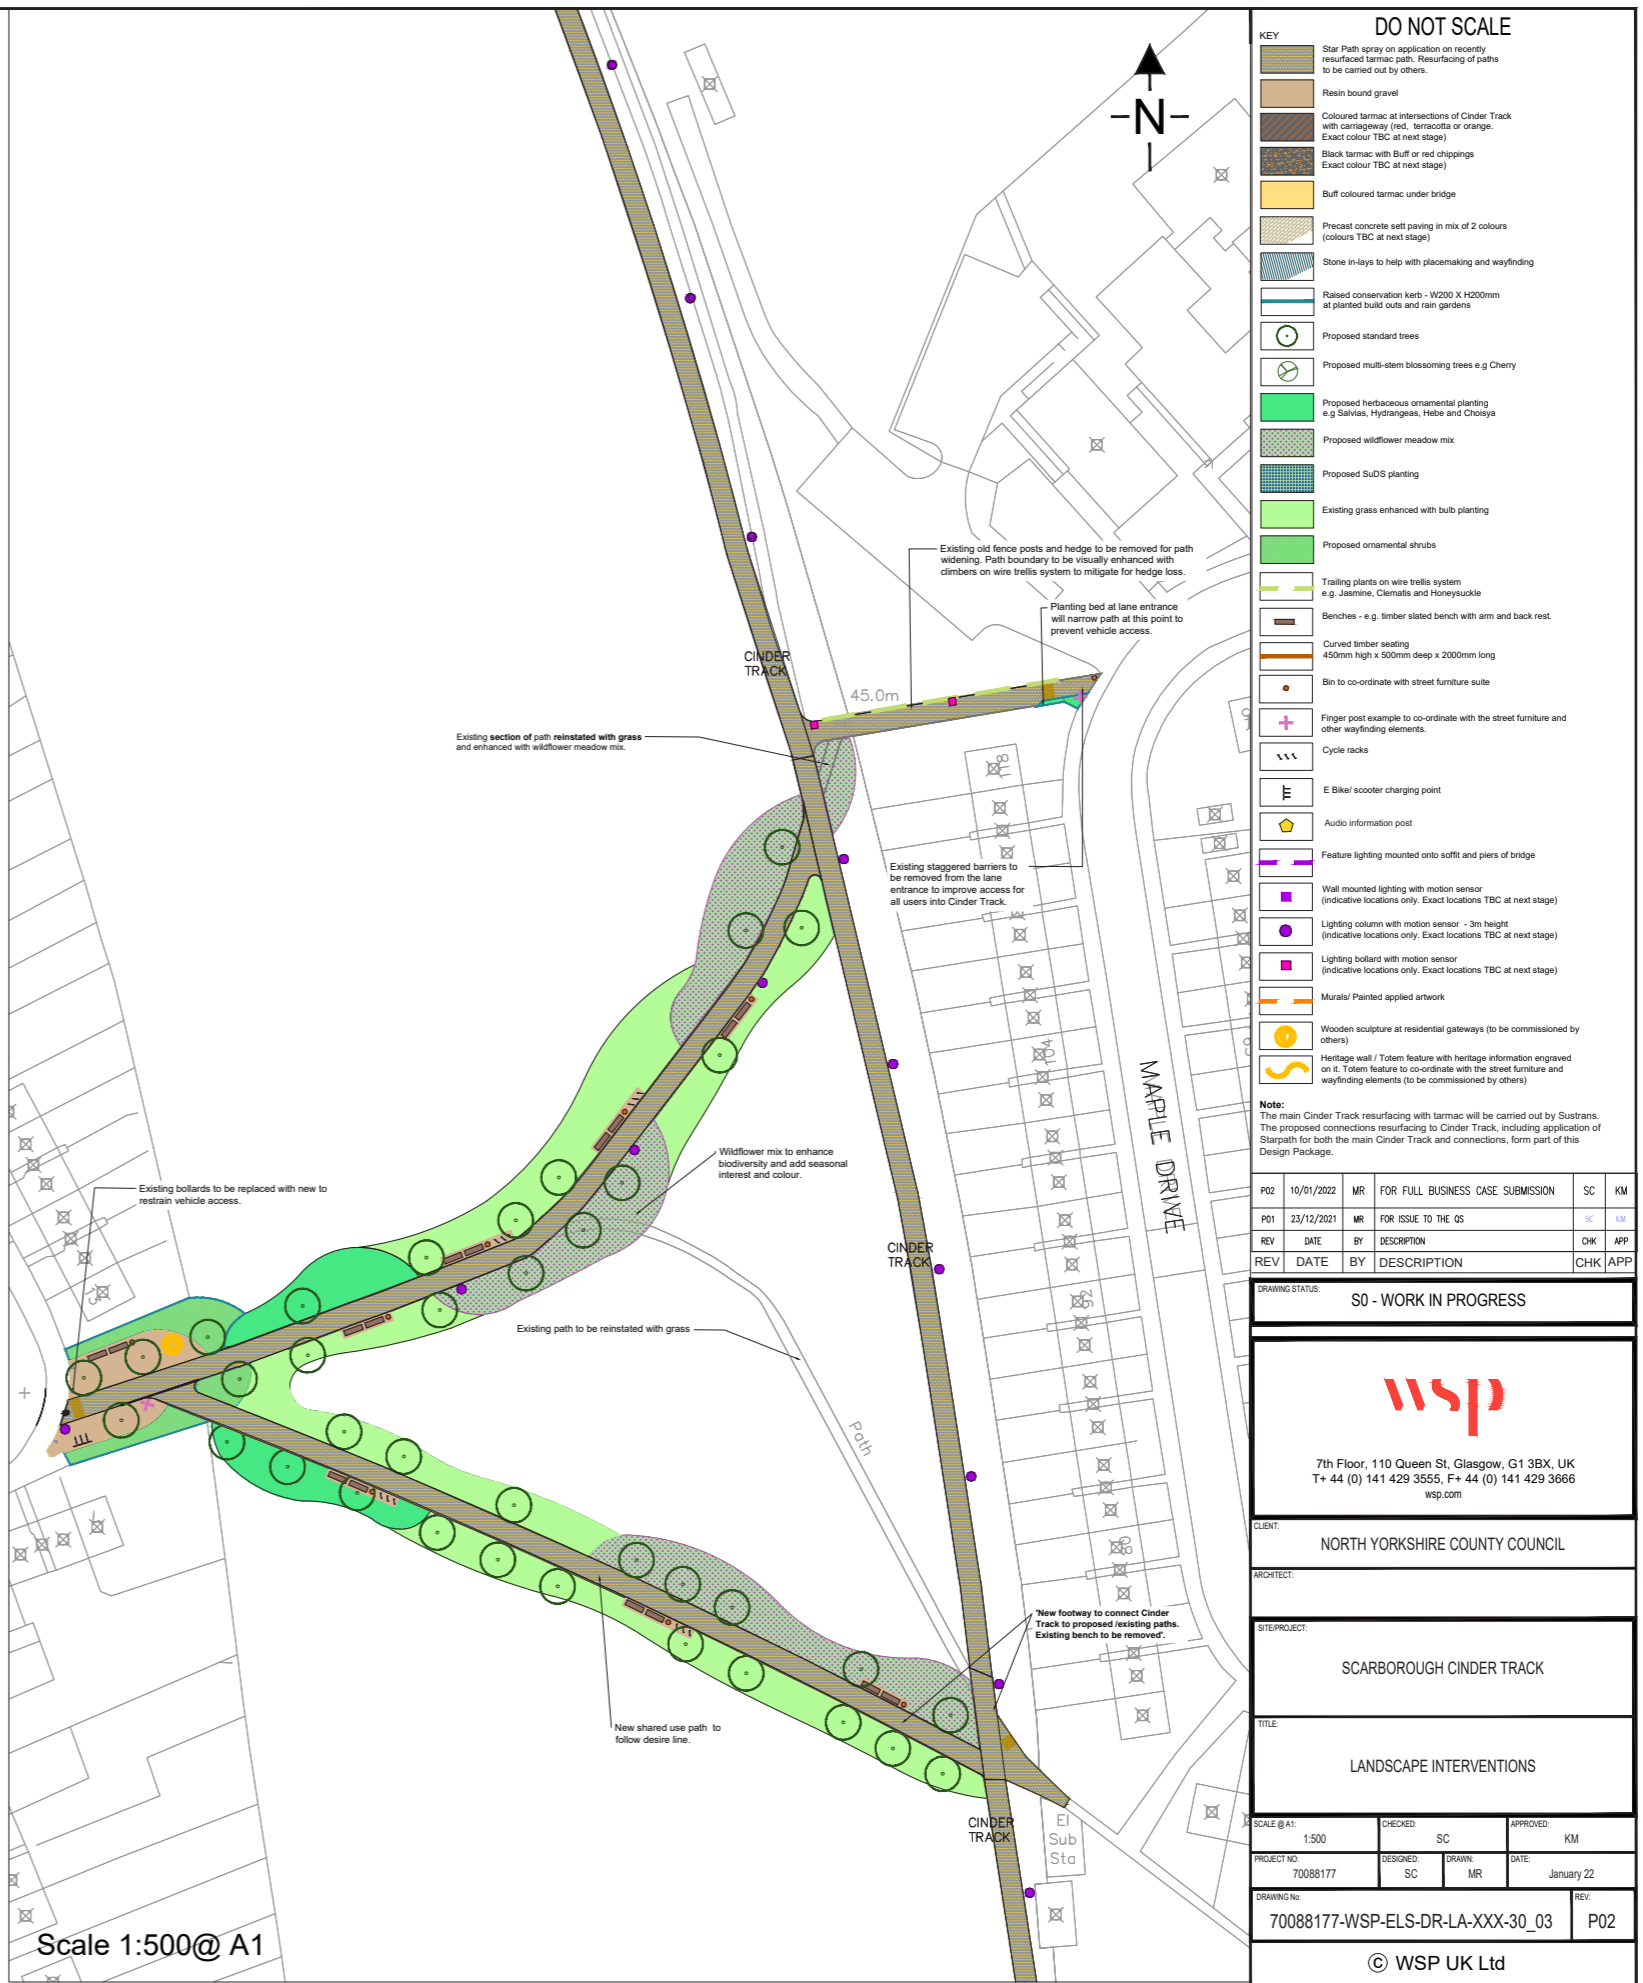 DO NOT SCALE
KEY
Star Path spray on application on recently
resurfaced tarmac path. Resurfacing of paths
to be carried out by others.
Resin bound gravel
Coloured tarmac at intersections of Cinder Track
with carriageway (red, terracotta or orange.
Exact colour TBC at next stage)
Black tarmac with Buff or red chippings
Exact colour TBC at next stage)
Buff coloured tarmac under bridge
Precast concrete sett paving in mix of 2 colours
(colours TBC at next stage)
Stone in-lays to help with placemaking and wayfinding
Raised conservation kerb - W200 X H200mm
at planted build outs and rain gardens
Proposed standard trees
Proposed multi-stem blossoming trees e.g Cherry
Proposed herbaceous ornamental planting
e.g Salvias, Hydrangeas, Hebe and Choisya
Proposed wildflower meadow mix
Proposed SuDS planting
Existing grass enhanced with bulb planting
Proposed ornamental shrubs
Trailing plants on wire trellis system
e.g. Jasmine, Clematis and Honeysuckle
Benches - e.g. timber slated bench with arm and back rest.
Curved timber seating
450mm high x 500mm deep x 2000mm long
Bin to co-ordinate with street furniture suite
Finger post example to co-ordinate with the street furniture and
other wayfinding elements.
Cycle racks
E Bike/ scooter charging point
Audio information post
Feature lighting mounted onto soffit and piers of bridge
Wall mounted lighting with motion sensor
(indicative locations only. Exact locations TBC at next stage)
Lighting column with motion sensor - 3m height
(indicative locations only. Exact locations TBC at next stage)
Lighting bollard with motion sensor
(indicative locations only. Exact locations TBC at next stage)
Murals/ Painted applied artwork
Wooden sculpture at residential gateways (to be commissioned by
others)
Heritage wall / Totem feature with heritage information engraved
on it. Totem feature to co-ordinate with the street furniture and
wayfinding elements (to be commissioned by others)
Note:
The main Cinder Track resurfacing with tarmac will be carried out by Sustrans.
The proposed connections resurfacing to Cinder Track, including application of
Starpath for both the main Cinder Track and connections, form part of this
Design Package.
P02 10/01/2022 MR FOR FULL BUSINESS CASE SUBMISSION SC KM
P01 23/12/2021 MR FOR ISSUE TO THE QS SC KM
REV DATE BY DESCRIPTION CHK APP
REV DATE BY DESCRIPTION CHK APP
DRAWING STATUS:
S0 - WORK IN PROGRESS
wsp
7th Floor, 110 Queen St, Glasgow, G1 3BX, UK
T+ 44 (0) 141 429 3555, F+ 44 (0) 141 429 3666
wsp.com
CLIENT:
NORTH YORKSHIRE COUNTY COUNCIL
ARCHITECT:
SITE/PROJECT:
SCARBOROUGH CINDER TRACK
TITLE:
LANDSCAPE INTERVENTIONS
SCALE @ A1: CHECKED: APPROVED:
1:500 SC KM
PROJECT NO: DESIGNED: DRAWN: DATE:
70088177 SC MR January 22
DRAWING No: REV:
70088177-WSP-ELS-DR-LA-XXX-30_03 P02
© WSP UK Ltd
N
Existing old fence posts and hedge to be removed for path
widening. Path boundary to be visually enhanced with
climbers on wire trellis system to mitigate for hedge loss.
Planting bed at lane entrance
will narrow path at this point to
prevent vehicle access.
CINDER
TRACK
45.0m
Existing section of path reinstated with grass
and enhanced with wildflower meadow mix.
118
Existing staggered barriers to
be removed from the lane
entrance to improve access for
all users into Cinder Track.
104
MAPLE DRIVE
Wildflower mix to enhance
biodiversity and add seasonal
interest and colour.
Existing bollards to be replaced with new to
restrain vehicle access.
CINDER
TRACK
13
92
Existing path to be reinstated with grass
Path
80
'New footway to connect Cinder
Track to proposed /existing paths.
Existing bench to be removed'.
New shared use path to
follow desire line.
CINDER
TRACK
El
Sub
Sta
Scale 1:500@ A1